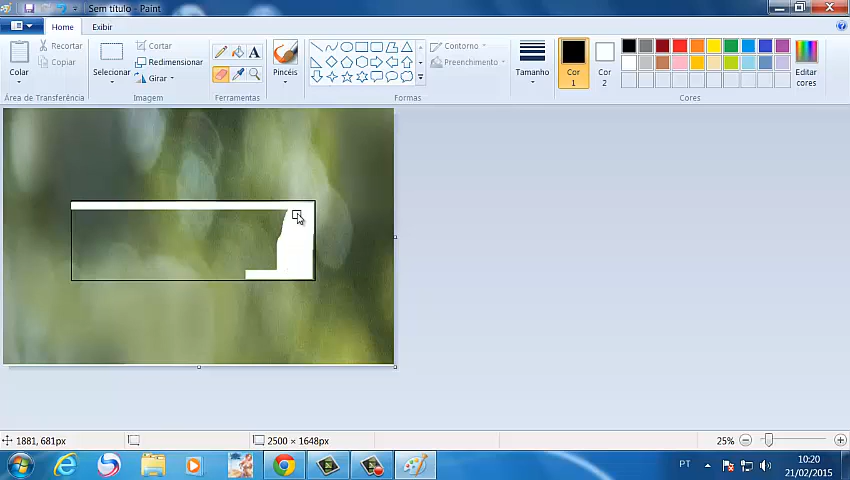 Sem título - Paint
Home Exibir
Colar
Recortar
Copiar
Área de Transferência
Selecionar
Cortar
Redimensionar
Girar
Imagem
A
Ferramentas
Pincéis
Contorno
Preenchimento
Formas
Tamanho
Cor 1
Cor 2
Editar cores
Cores
1881, 681px
2500 × 1648px
25%
PT
10:20
21/02/2015